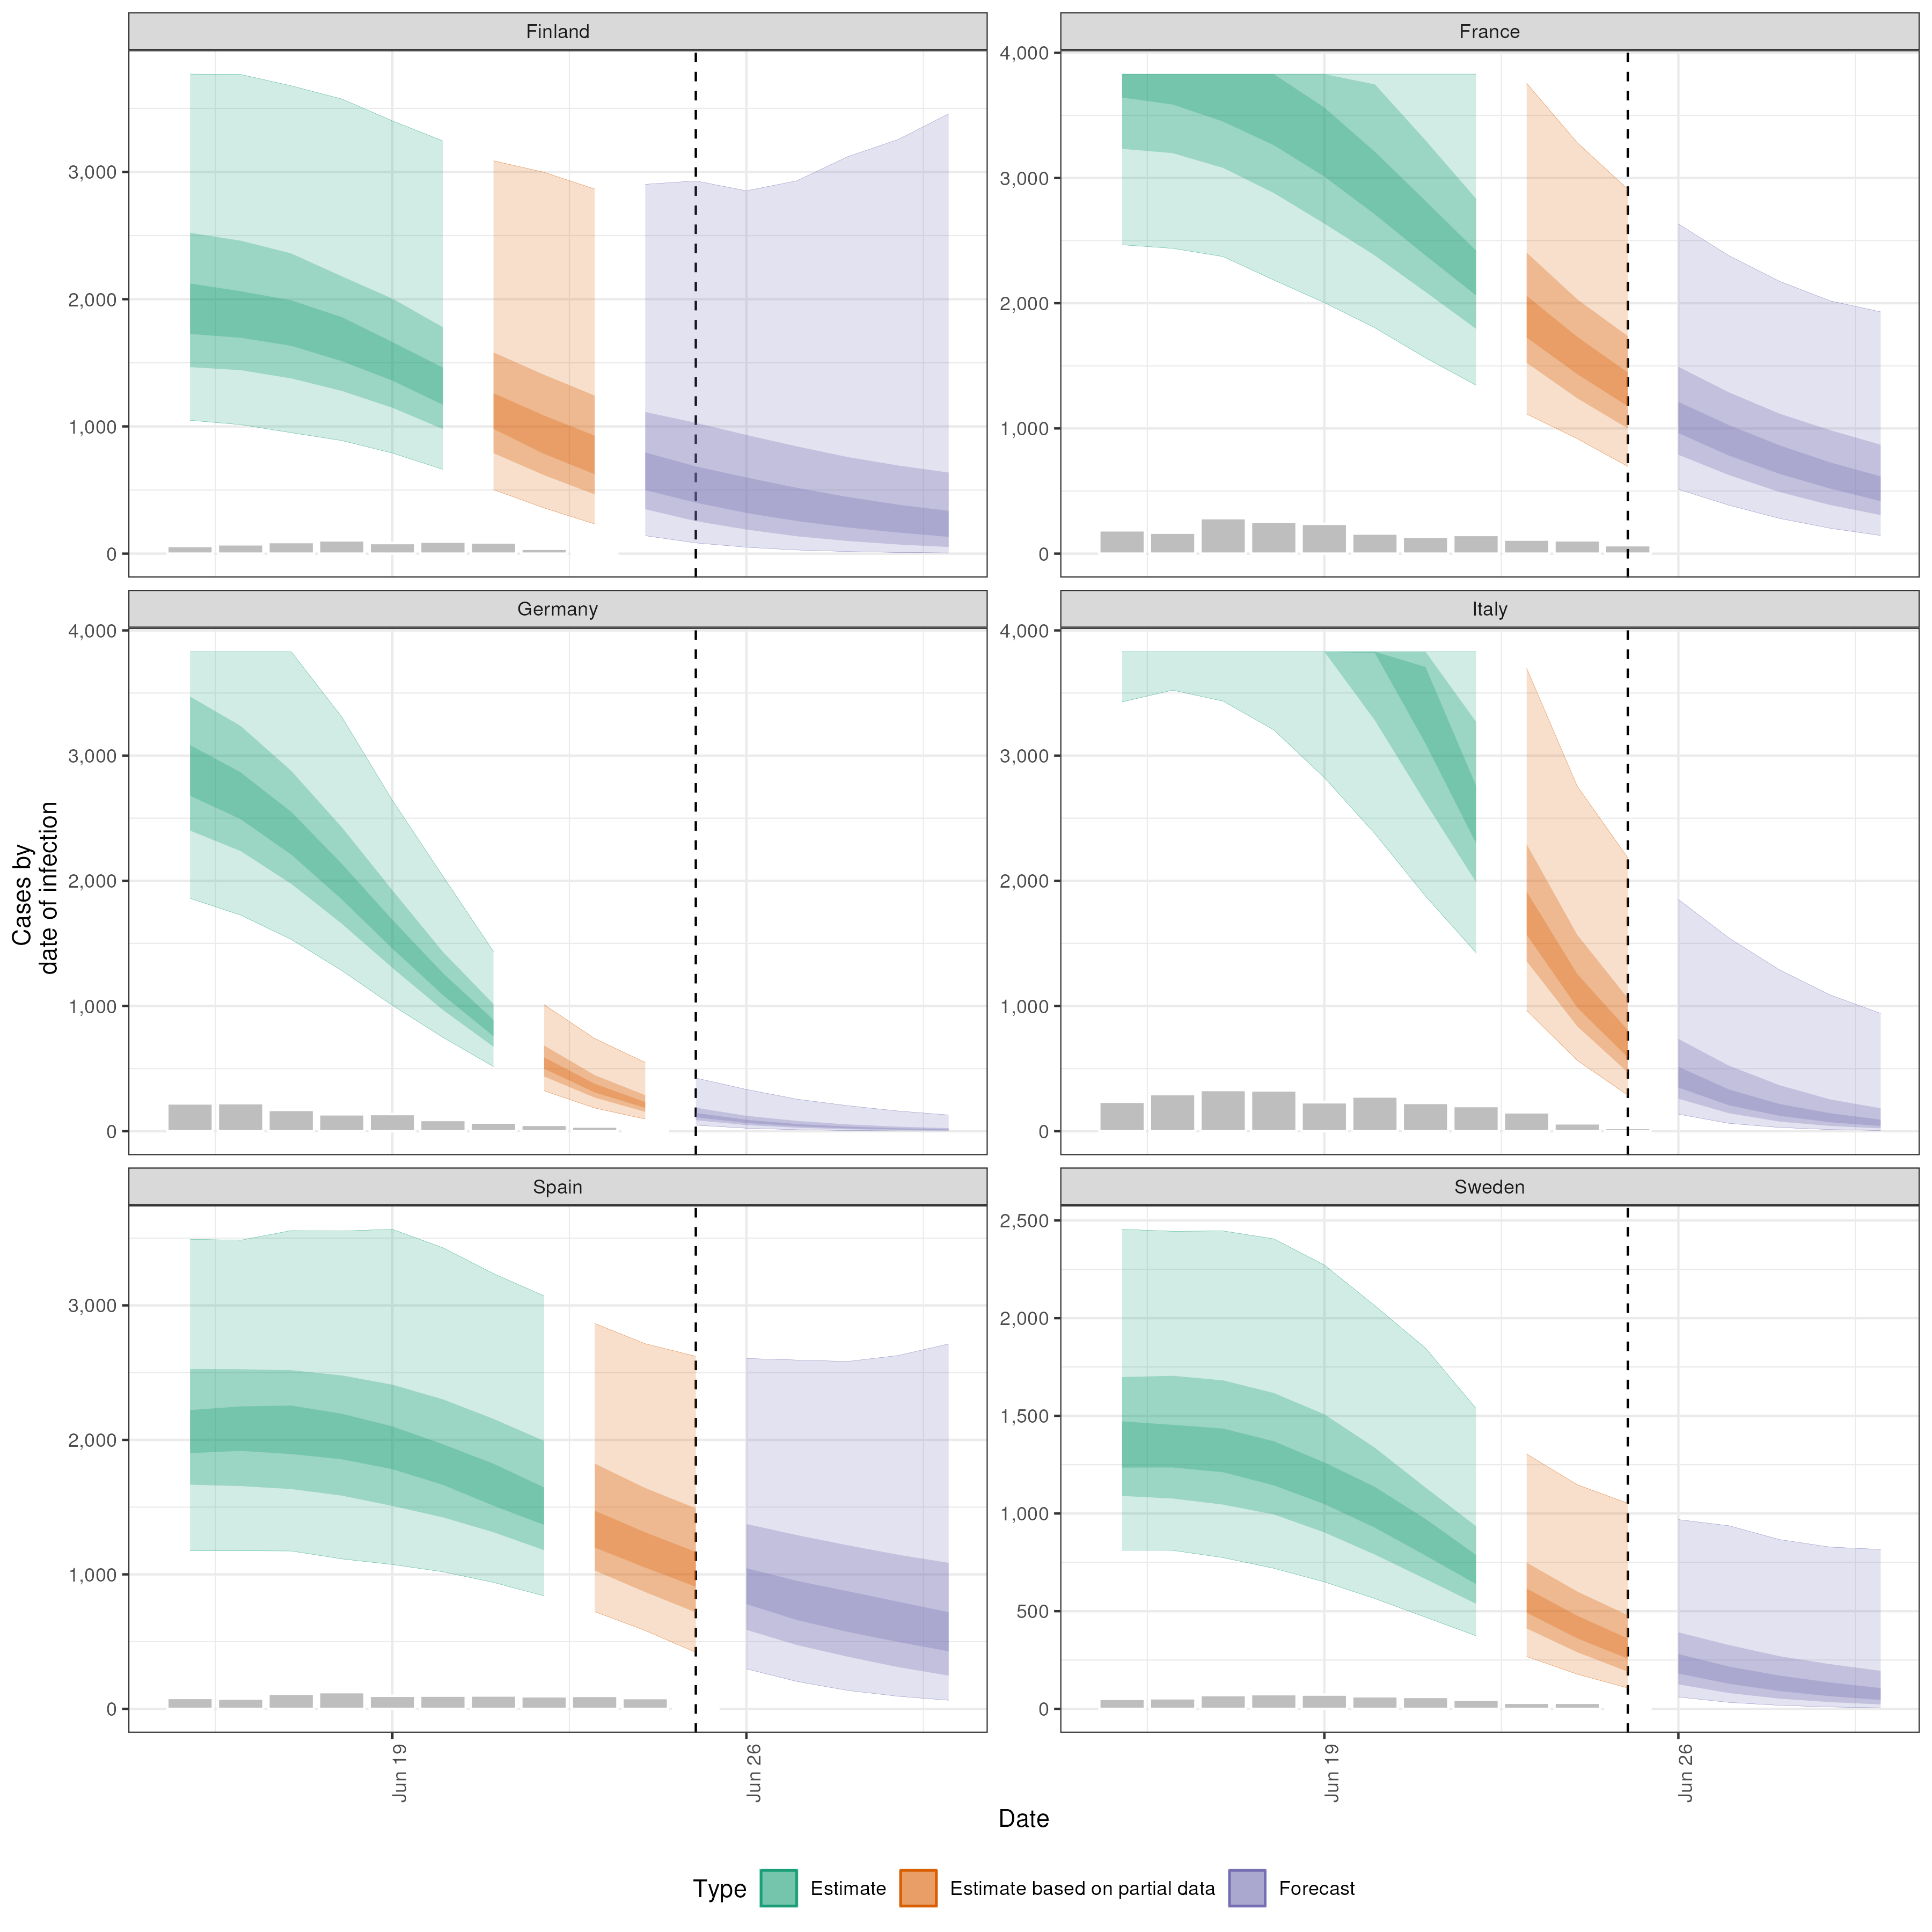 Finland
France
3,000
2,000
1,000
0
4,000
3,000
2,000
1,000
0
Germany
Italy
4,000
3,000
2,000
1,000
0
4,000
3,000
2,000
1,000
0
Spain
Sweden
3,000
2,000
1,000
0
2,500
2,000
1,500
1,000
500
0
Cases by
date of infection
Jun 19
Jun 26
Jun 19
Jun 26
Date
Type
Estimate
Estimate based on partial data
Forecast